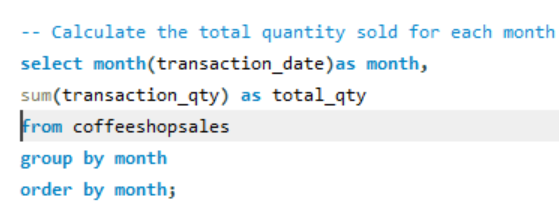 -- Calculate the total quantity sold for each month
select month(transaction_date)as month,
sum(transaction_qty) as total_qty
from coffeeshopsales
group by month
order by month;